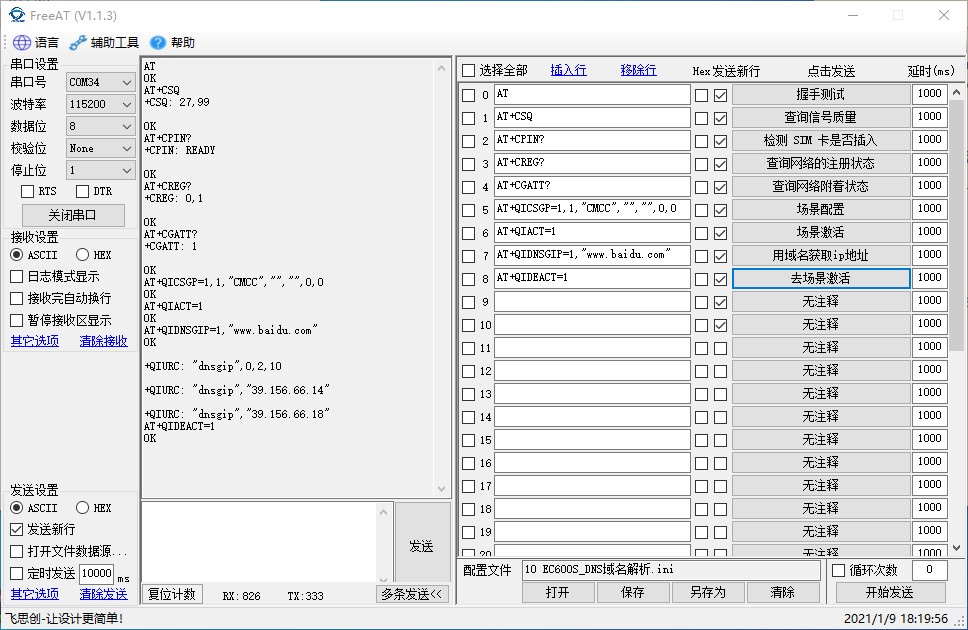 FreeAT (V1.1.3)
语言 辅助工具 帮助
串口设置
串口号 COM34
波特率 115200
数据位 8
校验位 None
停止位 1
RTS DTR
关闭串口
接收设置
ASCII HEX
日志模式显示
接收完自动换行
暂停接收区显示
其它选项 清除接收
发送设置
ASCII HEX
发送新行
打开文件数据源...
定时发送 10000 ms
其它选项 清除发送
AT
OK
AT+CSQ
+CSQ: 27,99
OK
AT+CPIN?
+CPIN: READY
OK
AT+CREG?
+CREG: 0,1
OK
AT+CGATT?
+CGATT: 1
OK
AT+QICSGP=1,1,"CMCC","","",0,0
OK
AT+QIACT=1
OK
AT+QIDNSGIP=1,"www.baidu.com"
OK
+QIURC: "dnsgip",0,2,10
+QIURC: "dnsgip","39.156.66.14"
+QIURC: "dnsgip","39.156.66.18"
AT+QIDEACT=1
OK
发送
复位计数 RX:826 TX:333 多条发送<<
选择全部 插入行 移除行 Hex发送新行 点击发送 延时(ms)
0 AT 握手测试 1000
1 AT+CSQ 查询信号质量 1000
2 AT+CPIN? 检测 SIM 卡是否插入 1000
3 AT+CREG? 查询网络的注册状态 1000
4 AT+CGATT? 查询网络附着状态 1000
5 AT+QICSGP=1,1,"CMCC","","",0,0 场景配置 1000
6 AT+QIACT=1 场景激活 1000
7 AT+QIDNSGIP=1,"www.baidu.com" 用域名获取ip地址 1000
8 AT+QIDEACT=1 去场景激活 1000
9 无注释 1000
10 无注释 1000
11 无注释 1000
12 无注释 1000
13 无注释 1000
14 无注释 1000
15 无注释 1000
16 无注释 1000
17 无注释 1000
18 无注释 1000
19 无注释 1000
20 无注释 1000
配置文件 10 EC600S_DNS域名解析.ini 循环次数 0
打开 保存 另存为 清除 开始发送
飞思创-让设计更简单! 2021/1/9 18:19:56